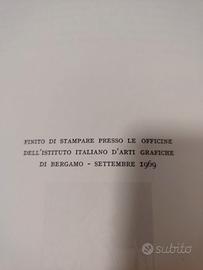 FINITO DI STAMPARE PRESSO LE OFFICINE
DELL'ISTITUTO ITALIANO D'ARTI GRAFICHE
DI BERGAMO - SETTEMBRE 1969
subito